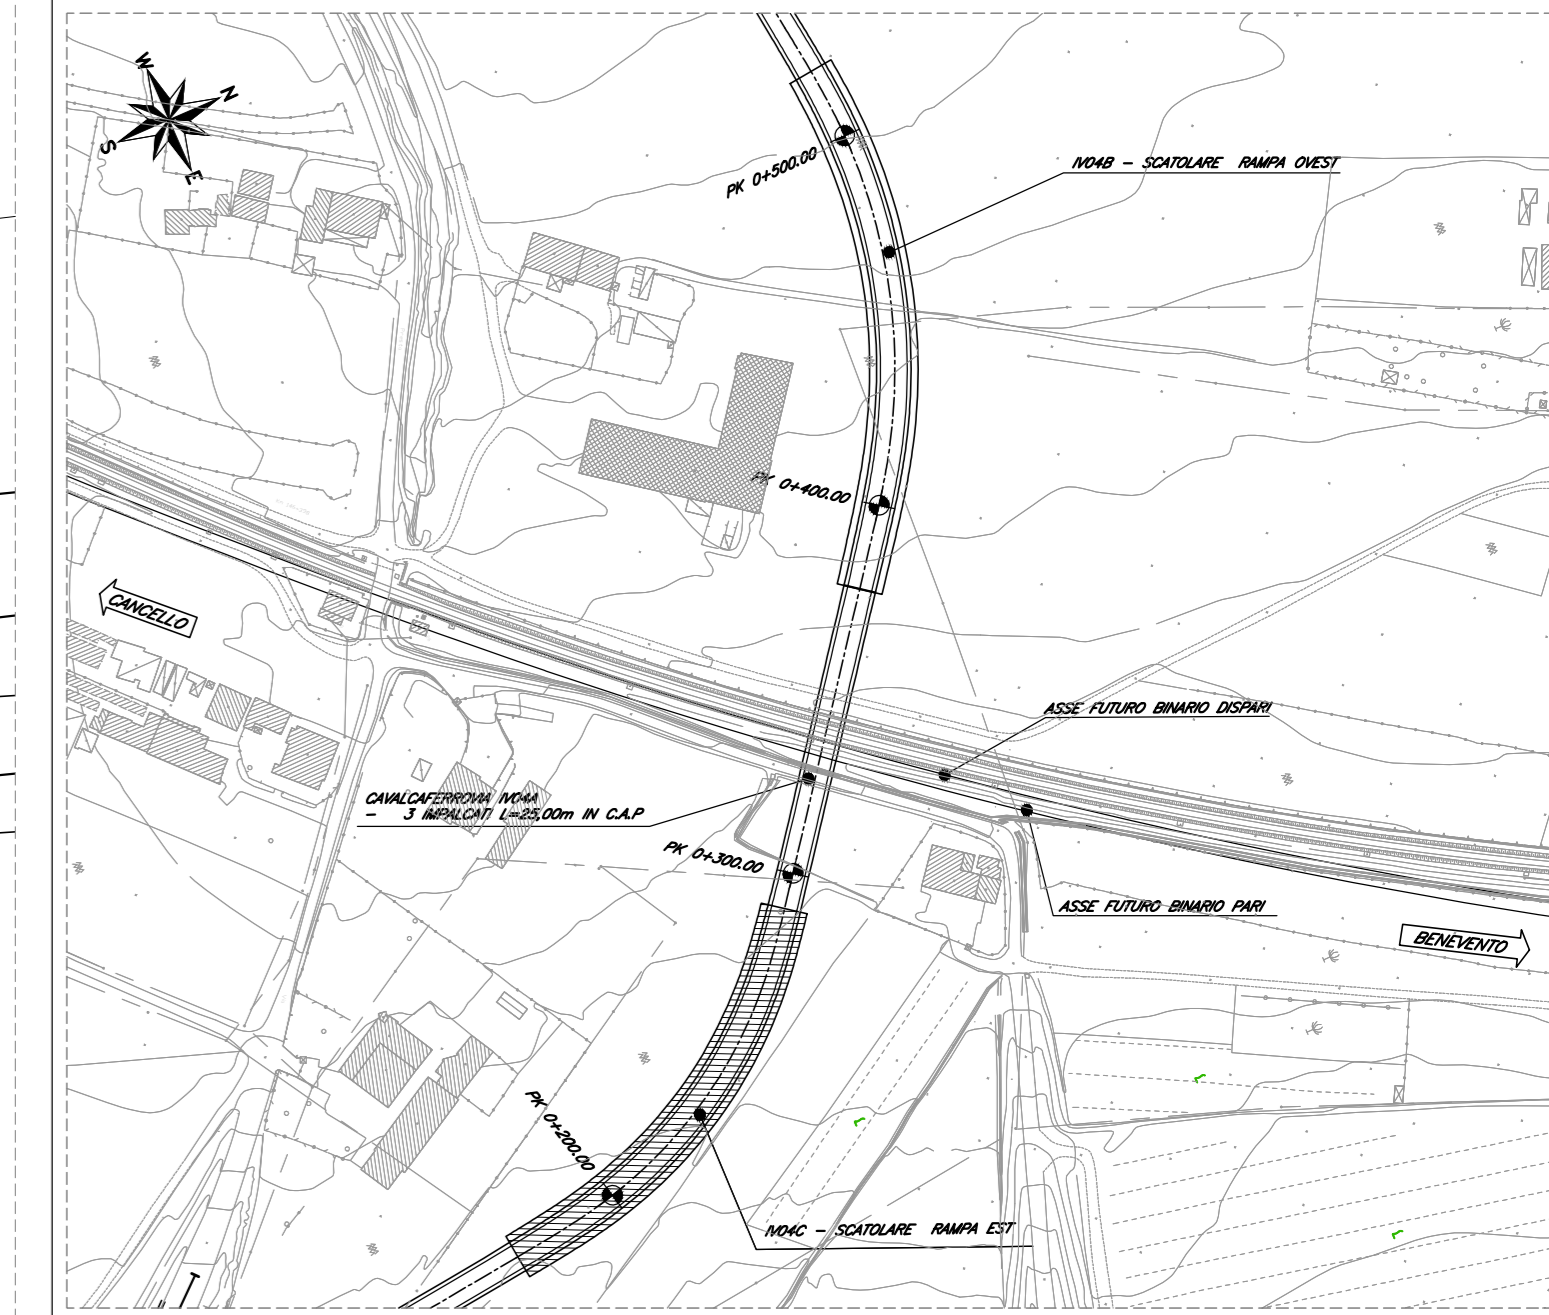 W
N
S
E
PK 0+500.00
IV04B - SCATOLARE RAMPA OVEST
PK 0+400.00
CANCELLO
ASSE FUTURO BINARIO DISPARI
CAVALCAFERROVIA IV04A
- 3 IMPALCATI L=25,00m IN C.A.P
PK 0+300.00
ASSE FUTURO BINARIO PARI
BENEVENTO
PK 0+200.00
IV04C - SCATOLARE RAMPA EST